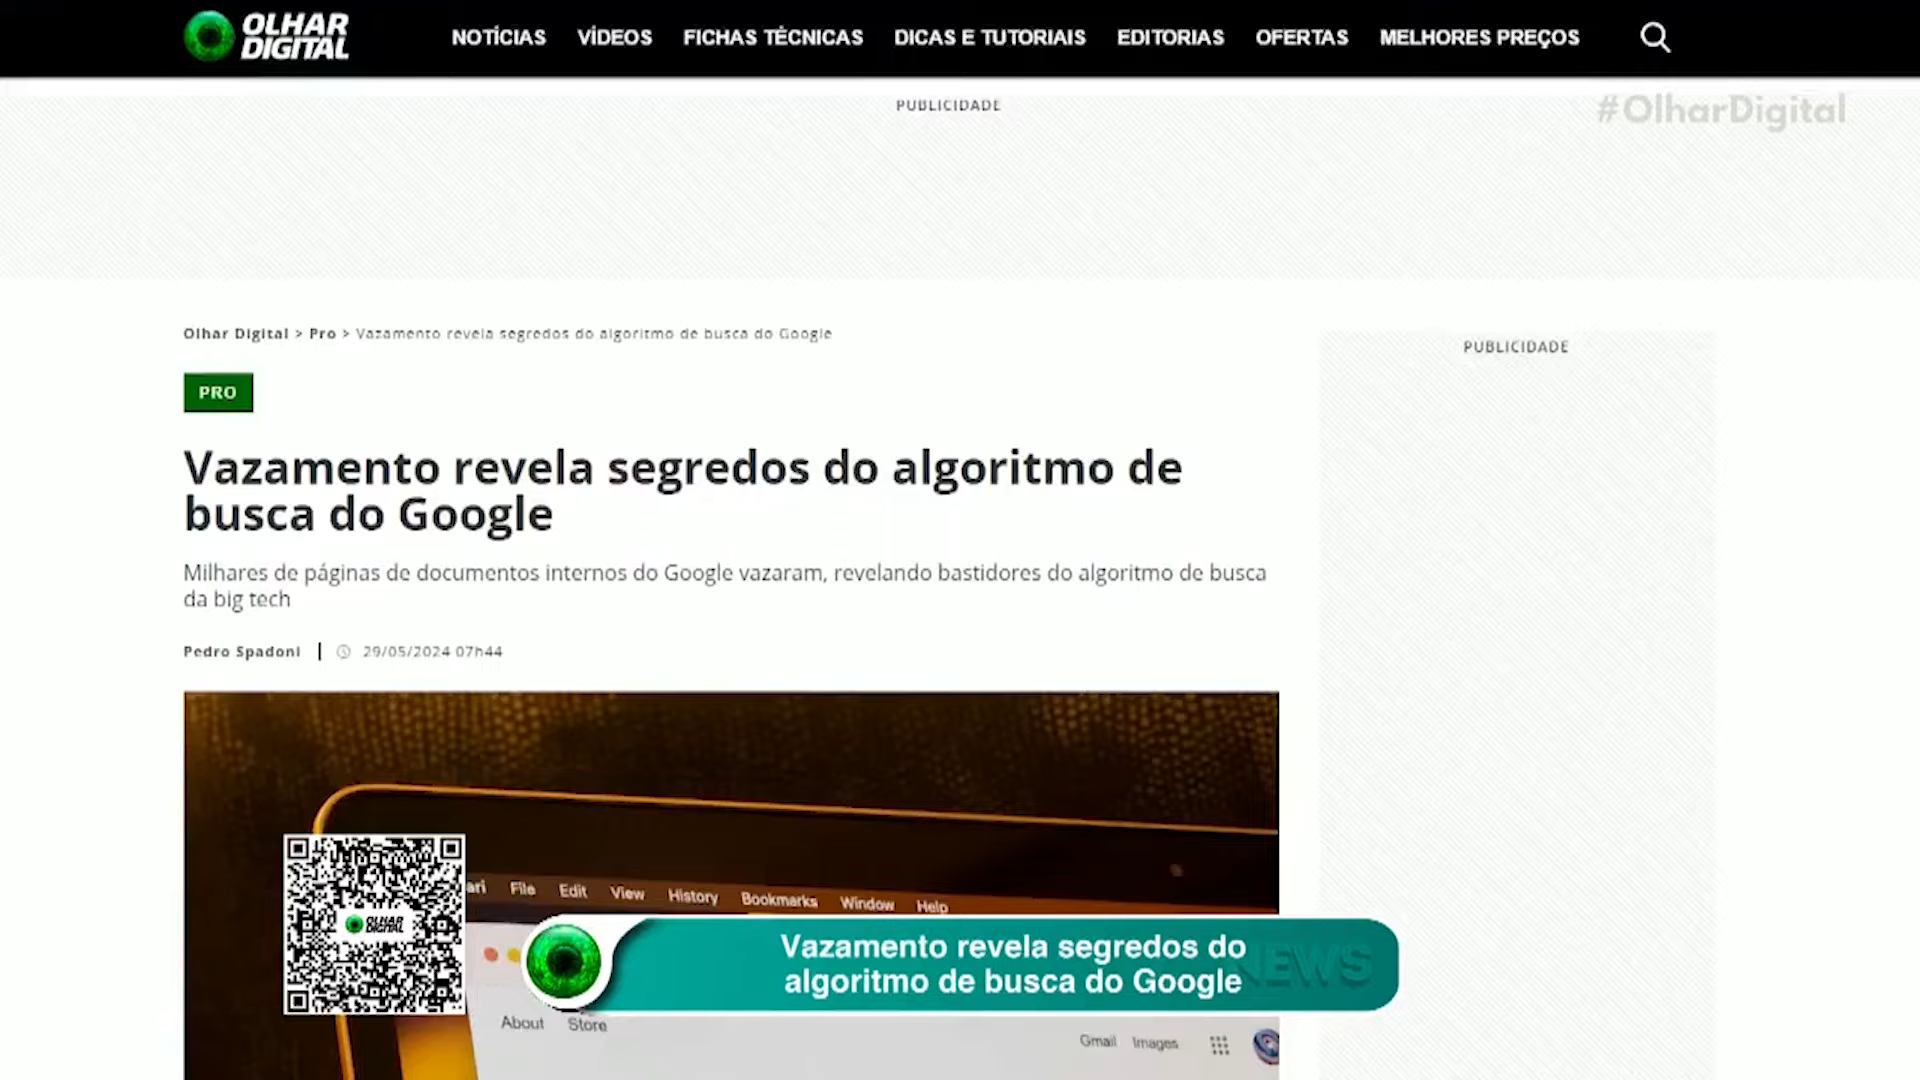 OLHAR DIGITAL
NOTÍCIAS VÍDEOS FICHAS TÉCNICAS DICAS E TUTORIAIS EDITORIAS OFERTAS MELHORES PREÇOS
PUBLICIDADE
#OlharDigital
Olhar Digital > Pro > Vazamento revela segredos do algoritmo de busca do Google
PUBLICIDADE
PRO
Vazamento revela segredos do algoritmo de
busca do Google
Milhares de páginas de documentos internos do Google vazaram, revelando bastidores do algoritmo de busca
da big tech
Pedro Spadoni | 29/05/2024 07h44
ari File Edit View History Bookmarks Window Help
OLHAR DIGITAL
Vazamento revela segredos do
algoritmo de busca do Google
NEWS
About Store
Gmail Images